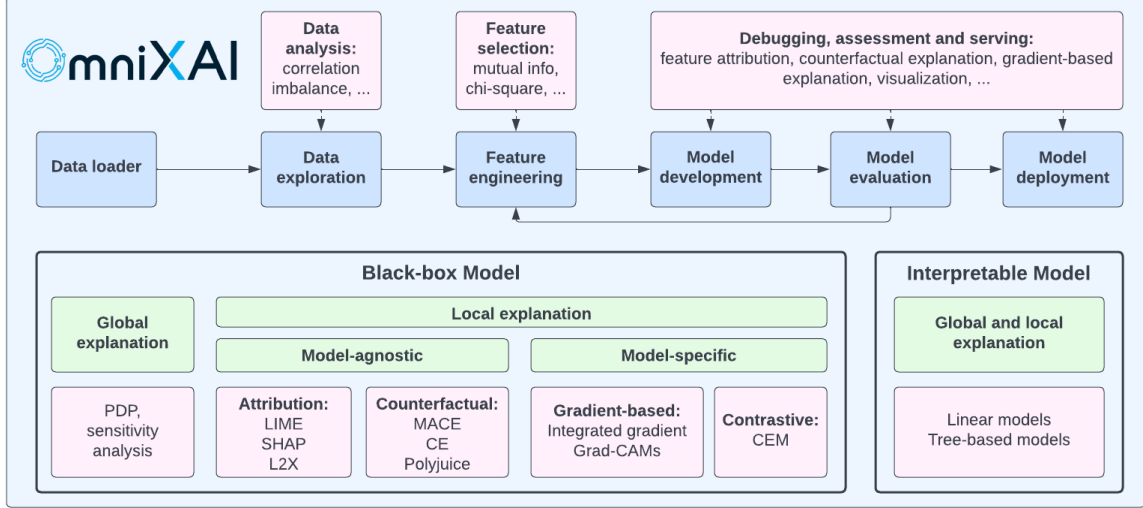 OmniXAI
Data
analysis:
correlation
imbalance, ...
Feature
selection:
mutual info,
chi-square, ...
Debugging, assessment and serving:
feature attribution, counterfactual explanation, gradient-based
explanation, visualization, ...
Data loader
Data
exploration
Feature
engineering
Model
development
Model
evaluation
Model
deployment
Black-box Model
Global
explanation
Local explanation
Model-agnostic
Model-specific
PDP,
sensitivity
analysis
Attribution:
LIME
SHAP
L2X
Counterfactual:
MACE
CE
Polyjuice
Gradient-based:
Integrated gradient
Grad-CAMs
Contrastive:
CEM
Interpretable Model
Global and local
explanation
Linear models
Tree-based models